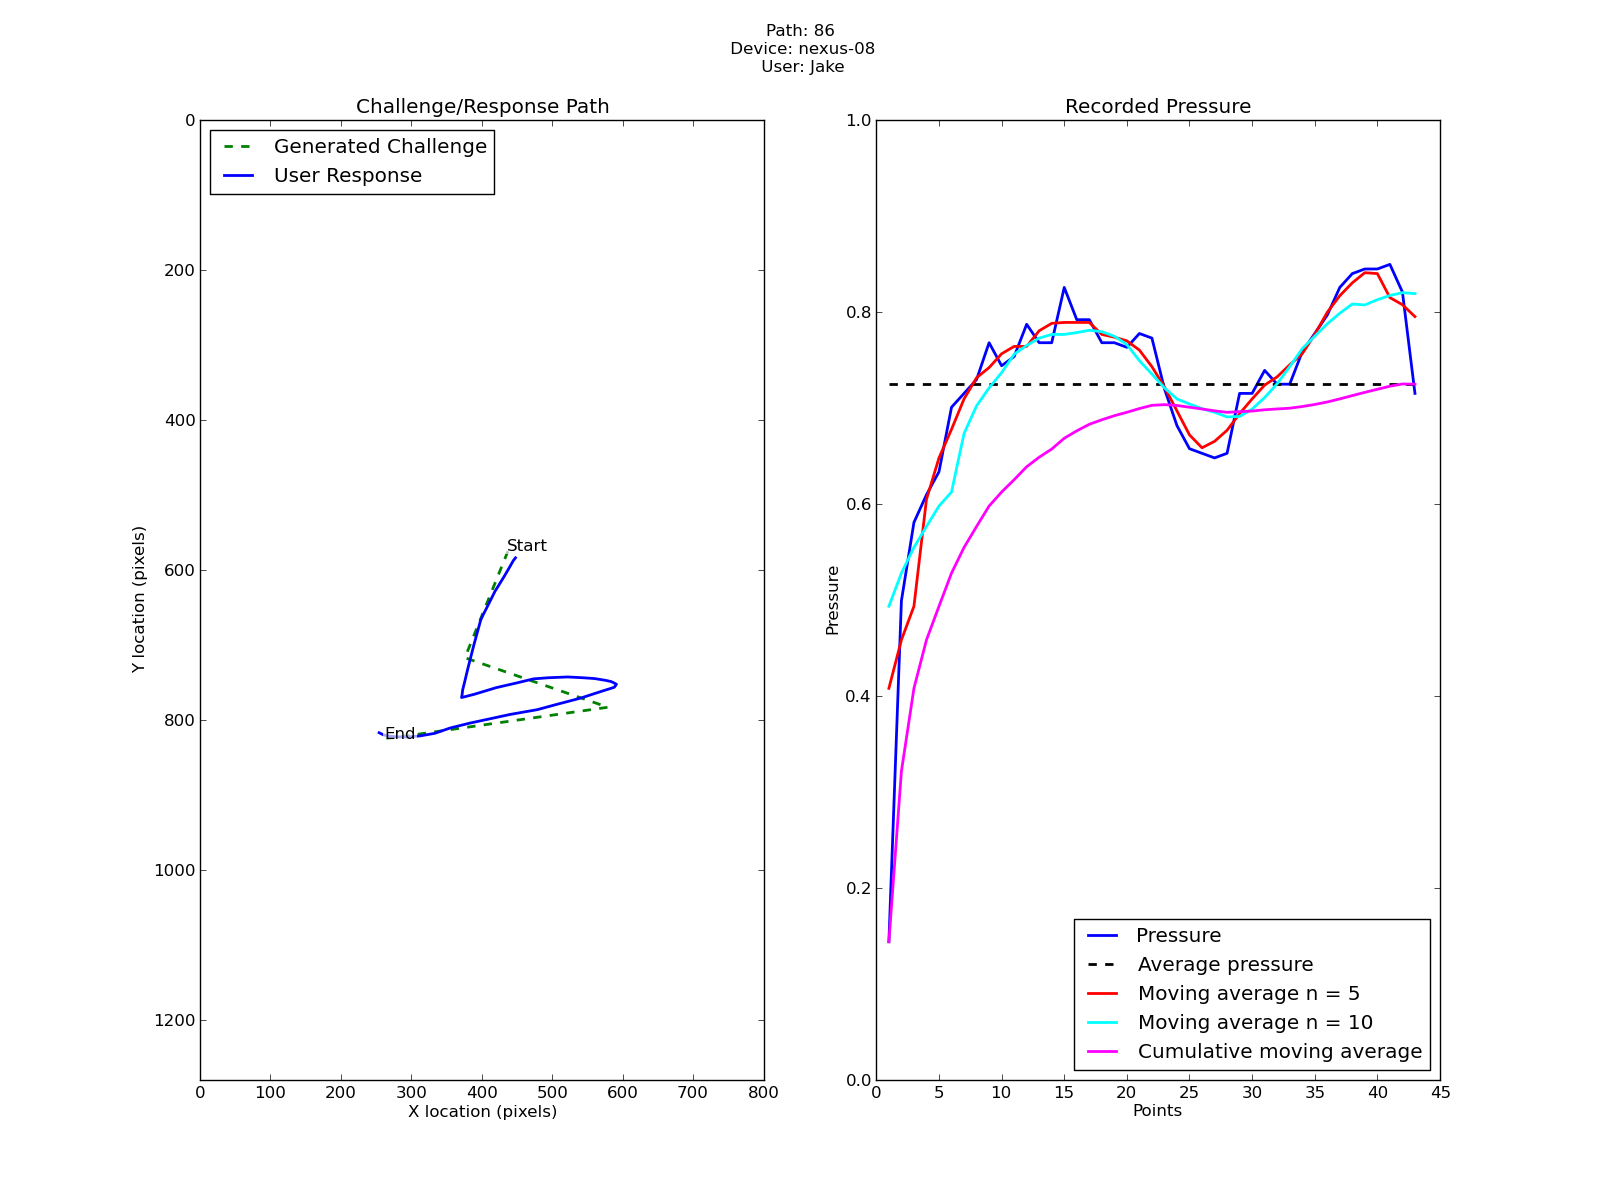 Path: 86
Device: nexus-08
User: Jake
Challenge/Response Path
Generated Challenge
User Response
0
200
400
600
800
1000
1200
Y location (pixels)
Start
End
0 100 200 300 400 500 600 700 800
X location (pixels)
Recorded Pressure
1.0
0.8
0.6
0.4
0.2
0.0
Pressure
Pressure
Average pressure
Moving average n = 5
Moving average n = 10
Cumulative moving average
0 5 10 15 20 25 30 35 40 45
Points